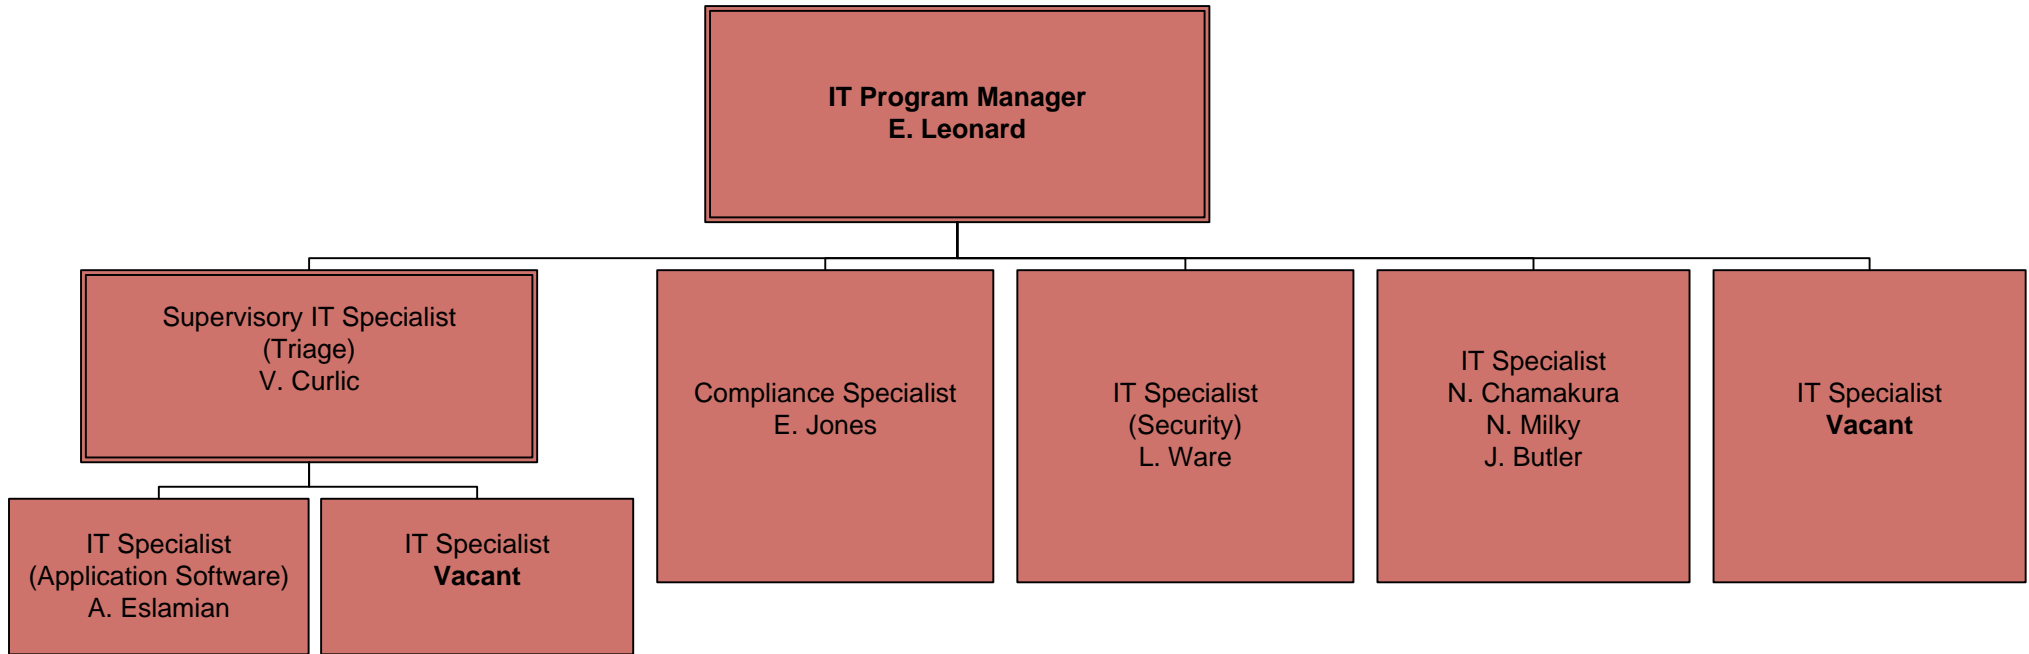 IT Program Manager
E. Leonard
Supervisory IT Specialist
(Triage)
V. Curlic
Compliance Specialist
E. Jones
IT Specialist
(Security)
L. Ware
IT Specialist
N. Chamakura
N. Milky
J. Butler
IT Specialist
Vacant
IT Specialist
(Application Software)
A. Eslamian
IT Specialist
Vacant